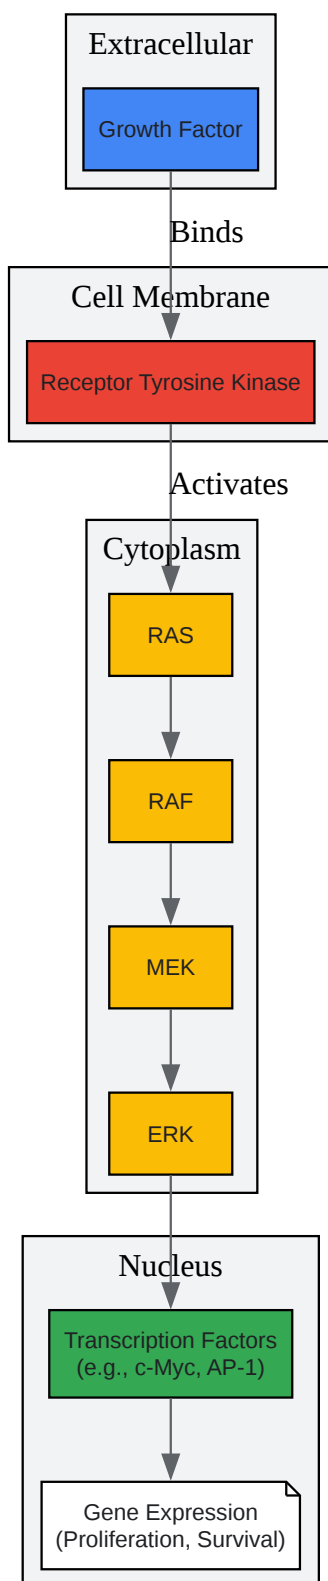 Extracellular
Growth Factor
Binds
Cell Membrane
Receptor Tyrosine Kinase
Activates
Cytoplasm
RAS
RAF
MEK
ERK
Nucleus
Transcription Factors
(e.g., c-Myc, AP-1)
Gene Expression
(Proliferation, Survival)